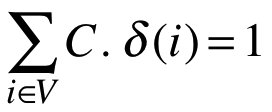 ∑_{i∈V} C. δ(i) = 1